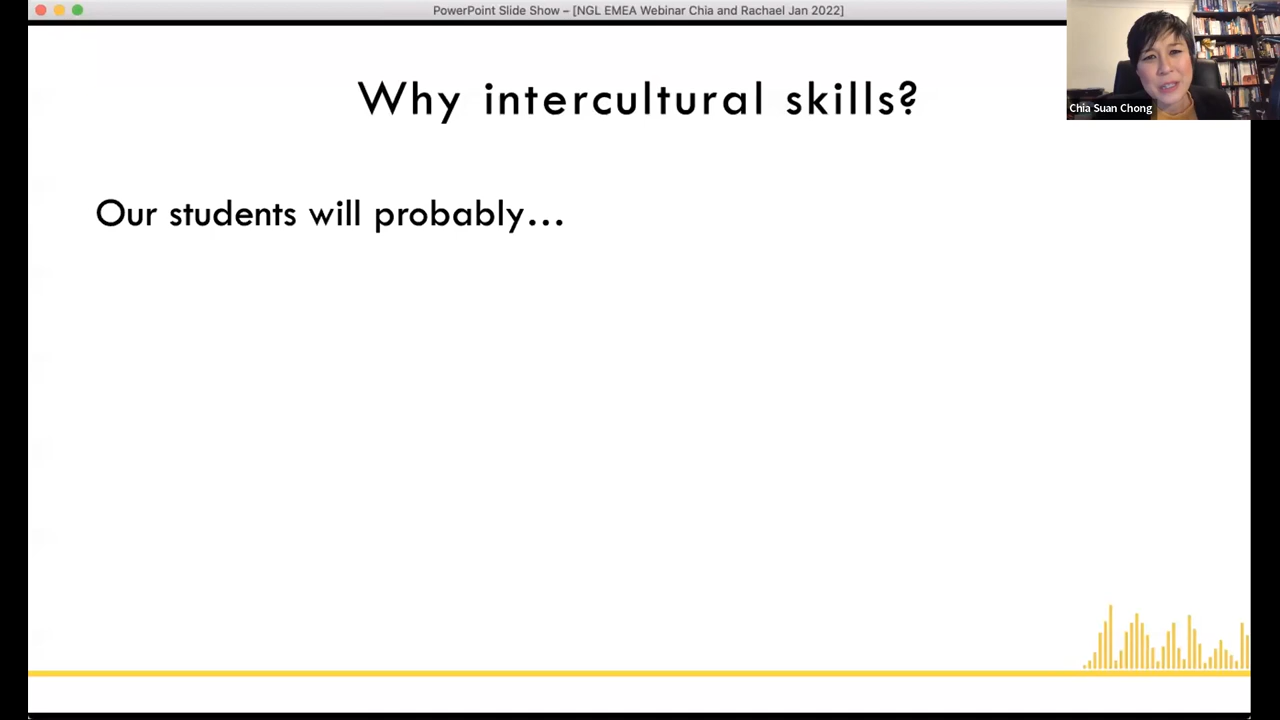 PowerPoint Slide Show – [NGL EMEA Webinar Chia and Rachael Jan 2022]
Chia Suan Chong
Why intercultural skills?
Our students will probably…